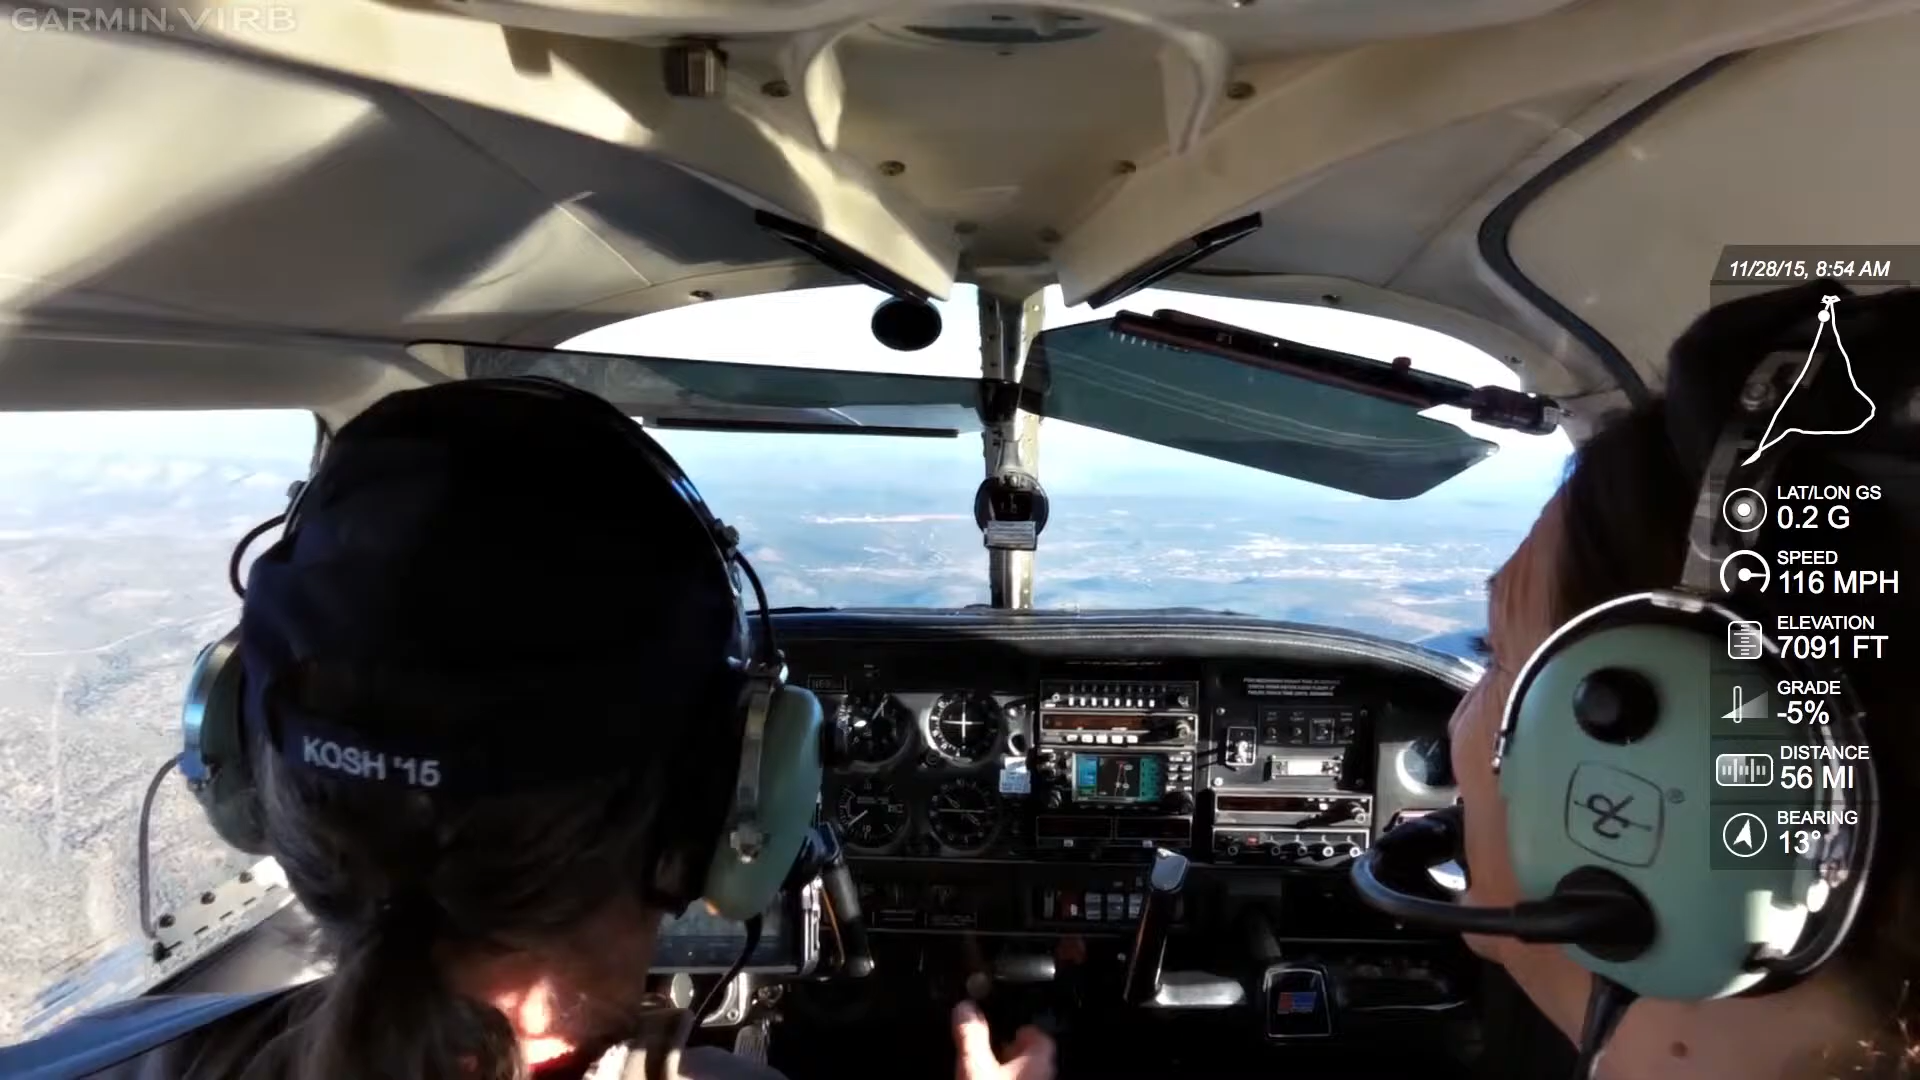 GARMIN.VIRB
11/28/15, 8:54 AM
LAT/LON GS
0.2 G
SPEED
116 MPH
ELEVATION
7091 FT
GRADE
-5%
DISTANCE
56 MI
BEARING
13°
KOSH '15